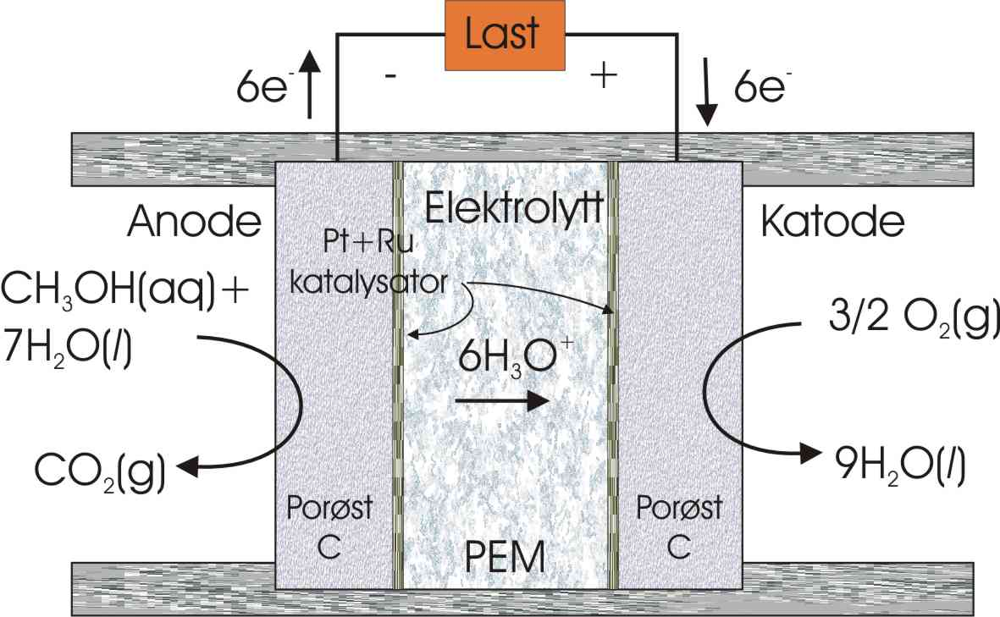 Last
6e⁻
-
+
6e⁻
Anode
Elektrolytt
Katode
Pt+Ru
katalysator
CH₃OH(aq)+
7H₂O(l)
3/2 O₂(g)
6H₃O⁺
CO₂(g)
9H₂O(l)
Porøst
C
PEM
Porøst
C